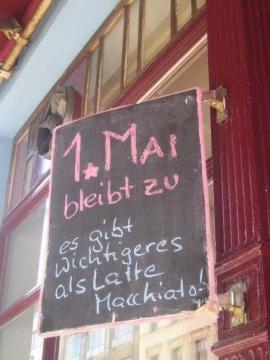 1. MAI
bleibt zu
es gibt
wichtigeres
als Latte
Macchiato!